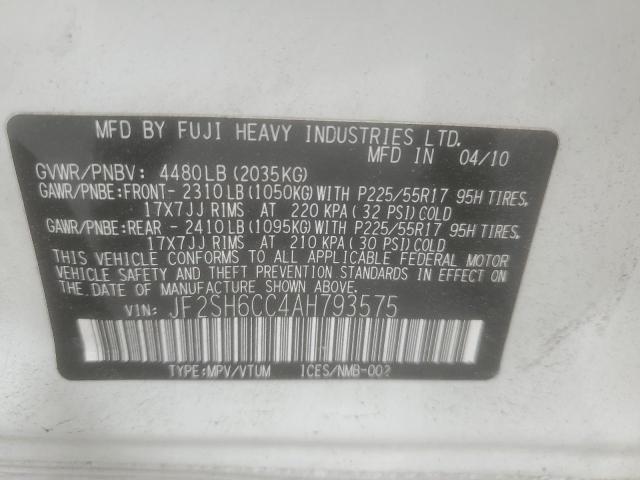 MFD BY FUJI HEAVY INDUSTRIES LTD.
MFD IN 04/10
GVWR/PNBV: 4480LB(2035KG)
GAWR/PNBE:FRONT-2310LB(1050KG)WITH P225/55R17 95H TIRES,
17X7JJ RIMS AT 220 KPA(32 PSI)COLD
GAWR/PNBE:REAR -2410LB(1095KG)WITH P225/55R17 95H TIRES,
17X7JJ RIMS AT 210 KPA(30 PSI)COLD
THIS VEHICLE CONFORMS TO ALL APPLICABLE FEDERAL MOTOR
VEHICLE SAFETY AND THEFT PREVENTION STANDARDS IN EFFECT ON
THE DATE OF MANUFACTURE SHOWN ABOVE.
VIN: JF2SH6CC4AH793575
TYPE:MPV/VTUM ICES/NMB-002